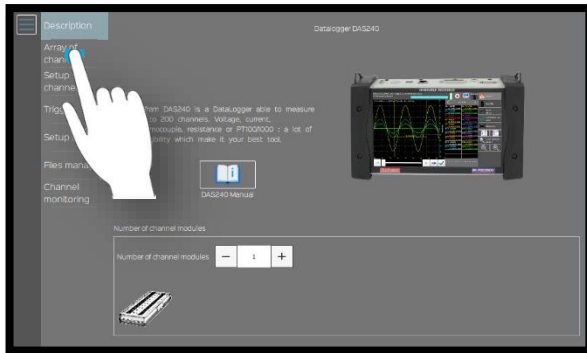 Description
Datalogger DAS240
Array of
chan
Setup
channe
Trigg
from DAS240 is a DataLogger able to measure
to 200 channels. Voltage, current,
resistance or PT100/1000 : a lot of
Setup
bility which make it your best tool.
Files mana
DAS240 Manual
Channel
monitoring
Number of channel modules
Number of channel modules
-
1
+